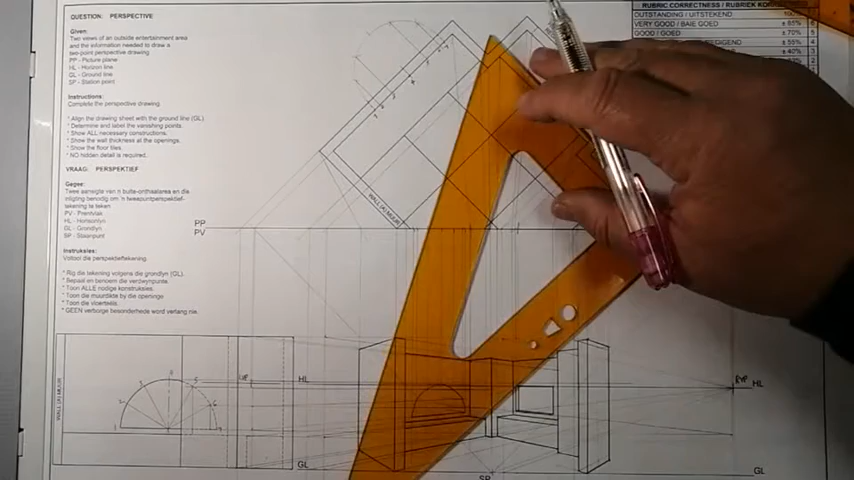 QUESTION: PERSPECTIVE
Given:
Two views of an outside entertainment area
and the information needed to draw a
two-point perspective drawing
PP - Picture plane
HL - Horizon line
GL - Ground line
SP - Station point
Instructions:
Complete the perspective drawing.
* Align the drawing sheet with the ground line (GL).
* Determine and label the vanishing points.
* Show ALL necessary constructions.
* Show the wall thickness at the openings.
* Show the floor tiles.
* NO hidden detail is required.
VRAAG: PERSPEKTIEF
Gegee:
Twee aansigte van 'n buite-onthaalarea en die
inligting benodig om 'n tweepuntperspektief-
tekening te teken
PV - Prentvlak
HL - Horisonlyn
GL - Grondlyn
SP - Staanpunt
Instruksies:
Voltooi die perspektieftekening.
* Rig die tekening volgens die grondlyn (GL).
* Bepaal en benoem die verdwynpunte.
* Toon ALLE nodige konstruksies.
* Toon die muurdikte by die openinge.
* Toon die vloerteëls.
* GEEN verborge besonderhede word verlang nie.
RUBRIC CORRECTNESS / RUBRIEK KORREKTHEID
OUTSTANDING / UITSTEKEND
VERY GOOD / BAIE GOED
GOOD / GOED
± 85%
± 70%
± 55%
± 40%
PP
PV
WALL (A) MUUR
WALL (A) MUUR
HL
HL
GL
GL
SP